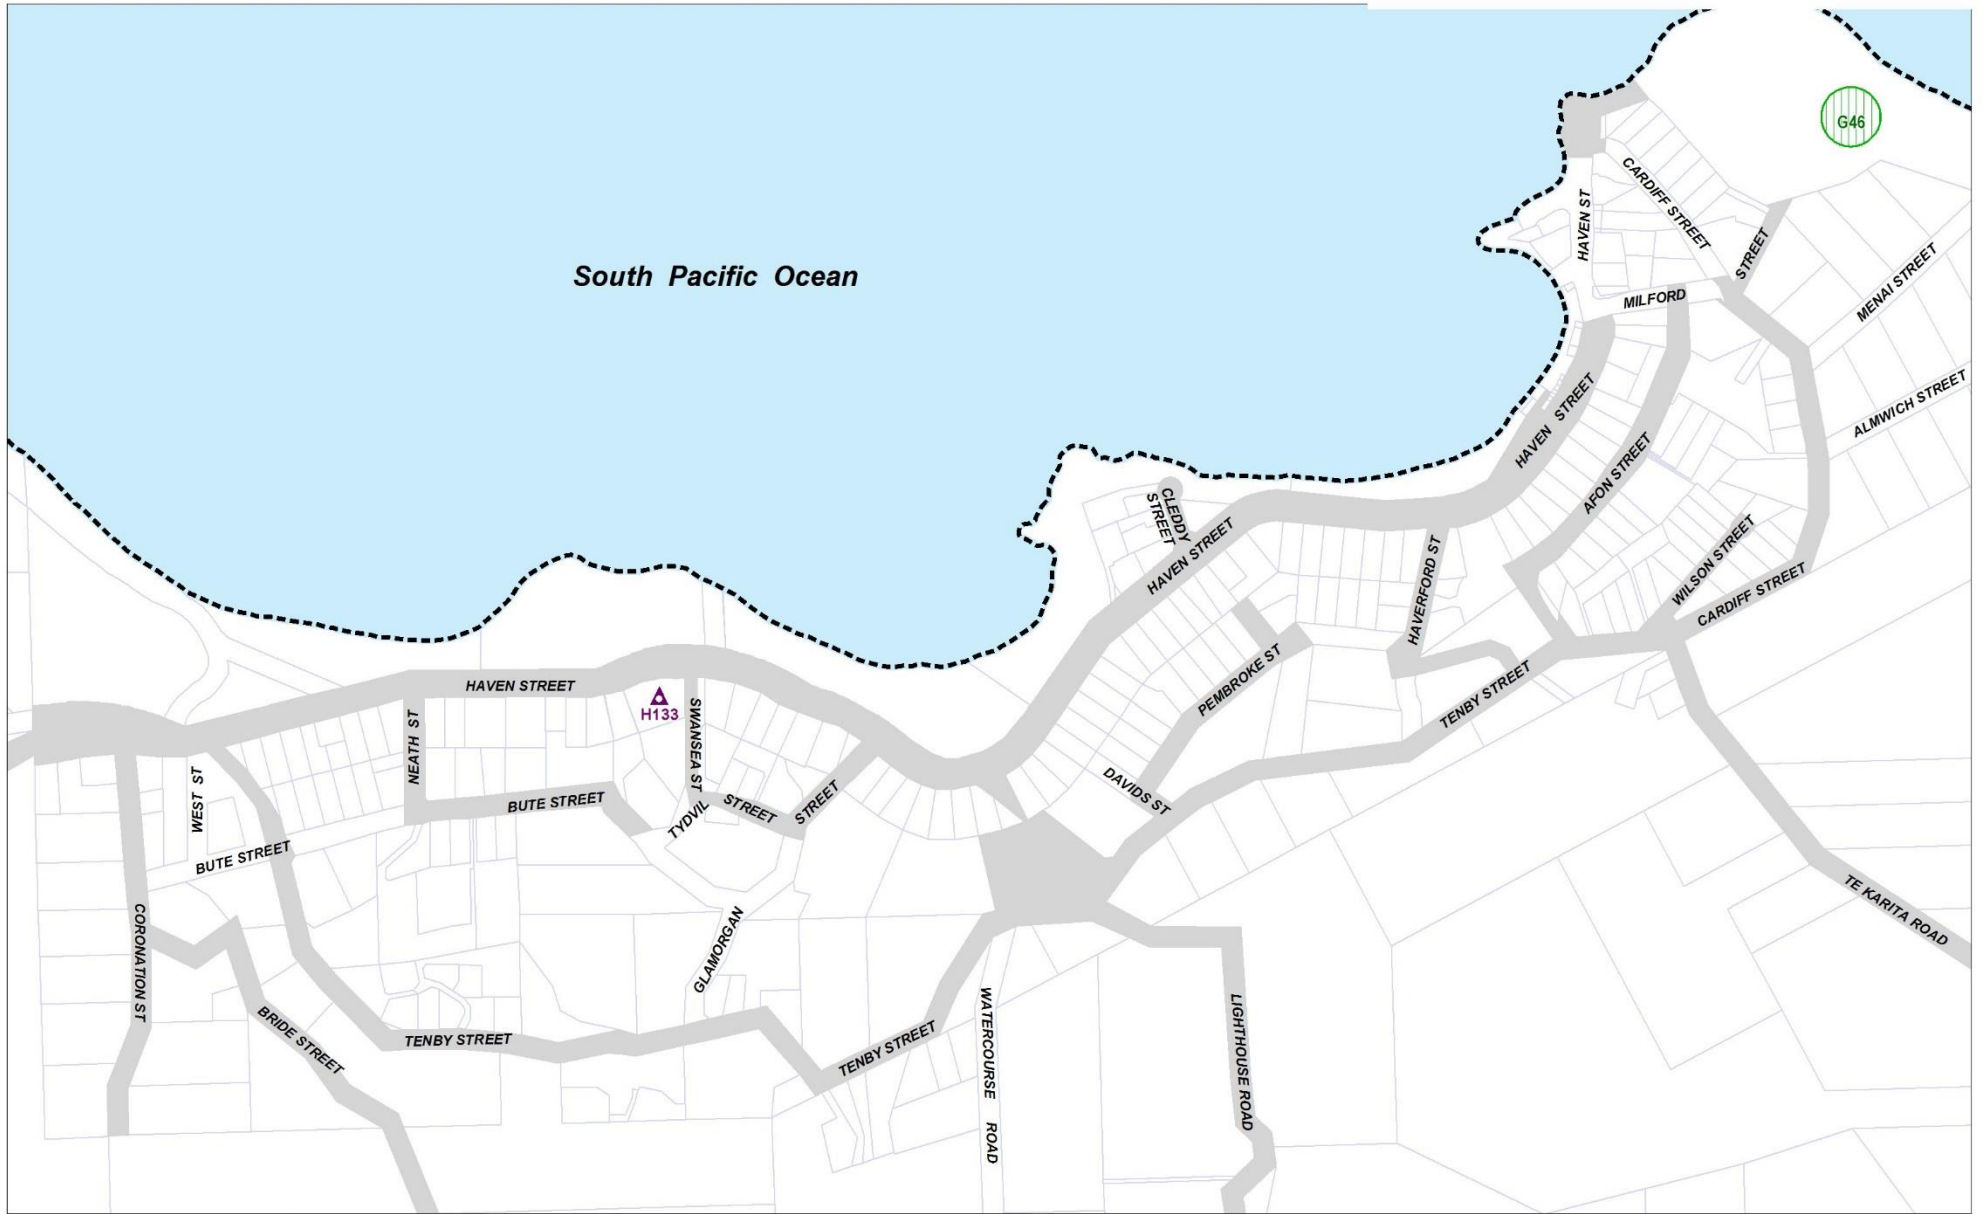 G46
CARDIFF STREET
HAVEN ST
STREET
MENAI STREET
South Pacific Ocean
MILFORD
ALMWICH STREET
HAVEN STREET
AFON STREET
CLEDDY
STREET
HAVEN STREET
WILSON STREET
HAVERFORD ST
CARDIFF STREET
PEMBROKE ST
HAVEN STREET
H133
SWANSEA ST
TENBY STREET
NEATH ST
WEST ST
DAVIDS ST
BUTE STREET
TYDVIL
STREET
STREET
BUTE STREET
TE KARITA ROAD
CORONATION ST
GLAMORGAN
BRIDE STREET
TENBY STREET
TENBY STREET
WATERCOURSE ROAD
LIGHTHOUSE ROAD